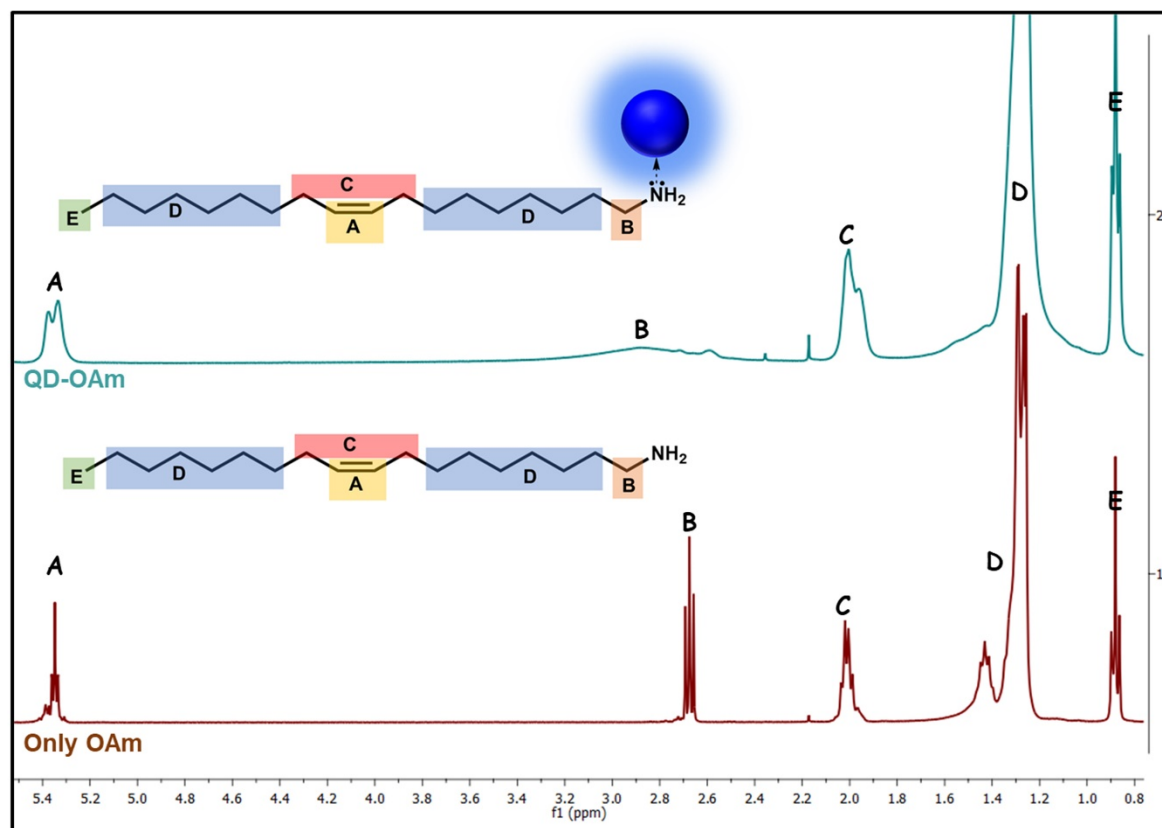 E
2
C
NH₂
E
D
D
A
B
D
A
C
B
QD-OAm
C
NH₂
E
D
D
A
B
B
E
A
D
1
C
Only OAm
5.4 5.2 5.0 4.8 4.6 4.4 4.2 4.0 3.8 3.6 3.4 3.2 3.0 2.8 2.6 2.4 2.2 2.0 1.8 1.6 1.4 1.2 1.0 0.8
f1 (ppm)